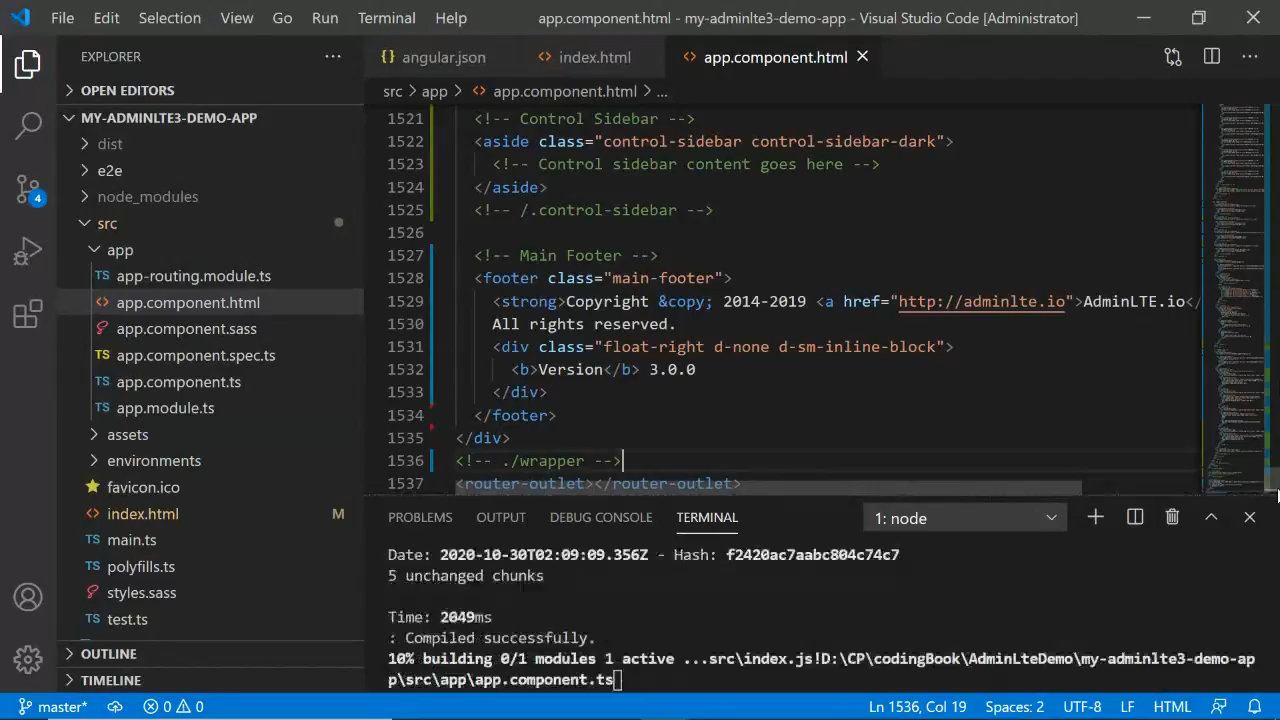 File Edit Selection View Go Run Terminal Help app.component.html - my-adminlte3-demo-app - Visual Studio Code [Administrator]
EXPLORER
{} angular.json <> index.html <> app.component.html
OPEN EDITORS
src > app > <> app.component.html > ...
MY-ADMINLTE3-DEMO-APP
dist
e2e
node_modules
src
app
TS app-routing.module.ts
<> app.component.html
app.component.sass
TS app.component.spec.ts
TS app.component.ts
TS app.module.ts
assets
environments
favicon.ico
<> index.html M
TS main.ts
TS polyfills.ts
styles.sass
TS test.ts
OUTLINE
TIMELINE
4
1521 <!-- Control Sidebar -->
1522 <aside class="control-sidebar control-sidebar-dark">
1523 <!-- control sidebar content goes here -->
1524 </aside>
1525 <!-- /.control-sidebar -->
1526
1527 <!-- Main Footer -->
1528 <footer class="main-footer">
1529 <string>Copyright &copy; 2014-2019 <a href="http://adminlte.io">AdminLTE.io</
1530 All rights reserved.
1531 <div class="float-right d-none d-sm-inline-block">
1532 <b>Version</b> 3.0.0
1533 </div>
1534 </footer>
1535 </div>
1536 <!-- ./wrapper -->
1537 <router-outlet></router-outlet>
PROBLEMS OUTPUT DEBUG CONSOLE TERMINAL 1: node
Date: 2020-10-30T02:09:09.356Z - Hash: f2420ac7aabc804c74c7
5 unchanged chunks
Time: 2049ms
: Compiled successfully.
10% building 0/1 modules 1 active ...src\index.js!D:\CP\codingBook\AdminLteDemo\my-adminlte3-demo-ap
p\src\app\app.component.ts
master* 0 0 Ln 1536, Col 19 Spaces: 2 UTF-8 LF HTML